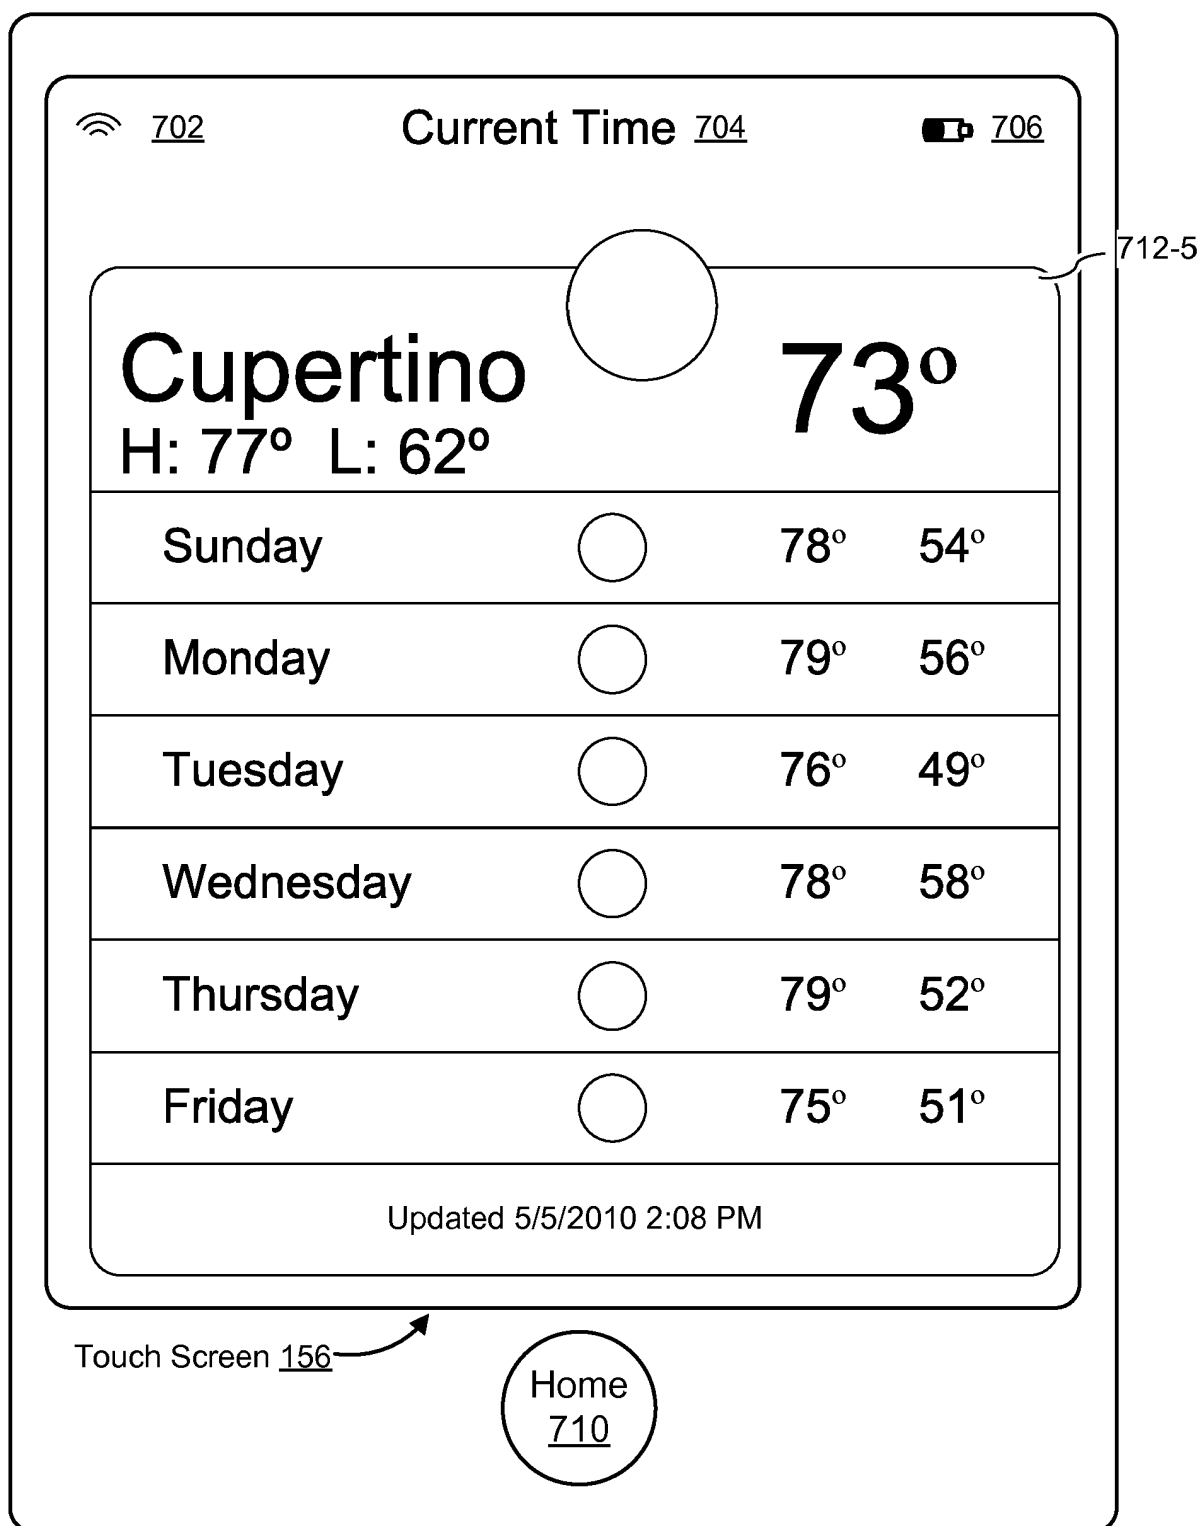 702 Current Time 704 706
712-5
Cupertino 73º
H: 77º L: 62º
Sunday 78º 54º
Monday 79º 56º
Tuesday 76º 49º
Wednesday 78º 58º
Thursday 79º 52º
Friday 75º 51º
Updated 5/5/2010 2:08 PM
Touch Screen 156
Home
710